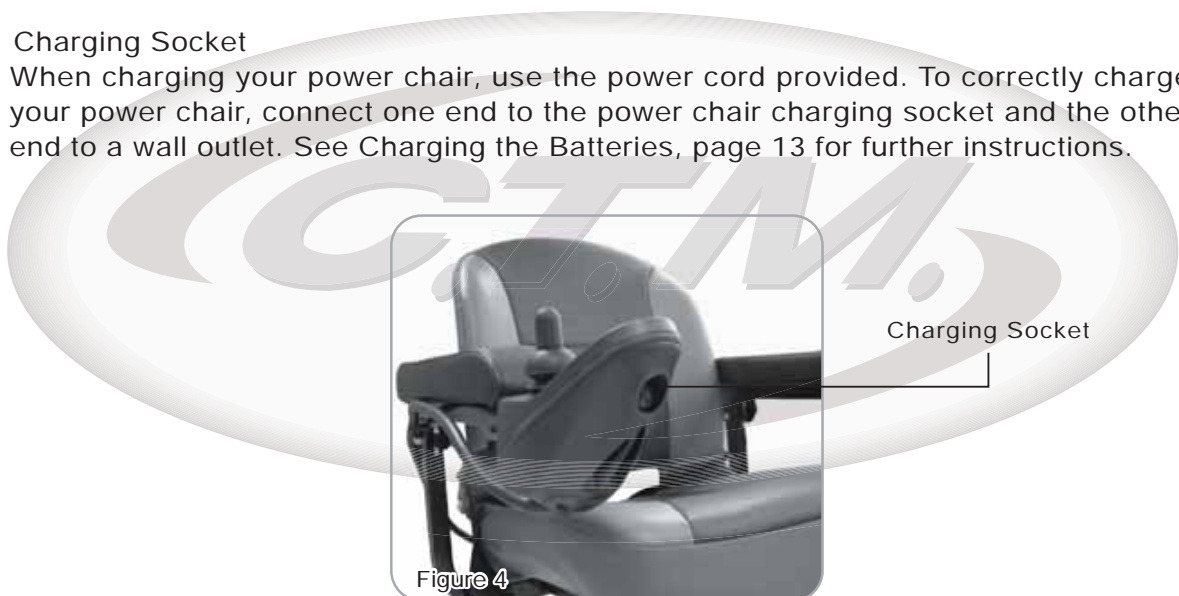 Charging Socket
When charging your power chair, use the power cord provided. To correctly charge
your power chair, connect one end to the power chair charging socket and the othe
end to a wall outlet. See Charging the Batteries, page 13 for further instructions.
C.T.M.
Charging Socket
Figure 4